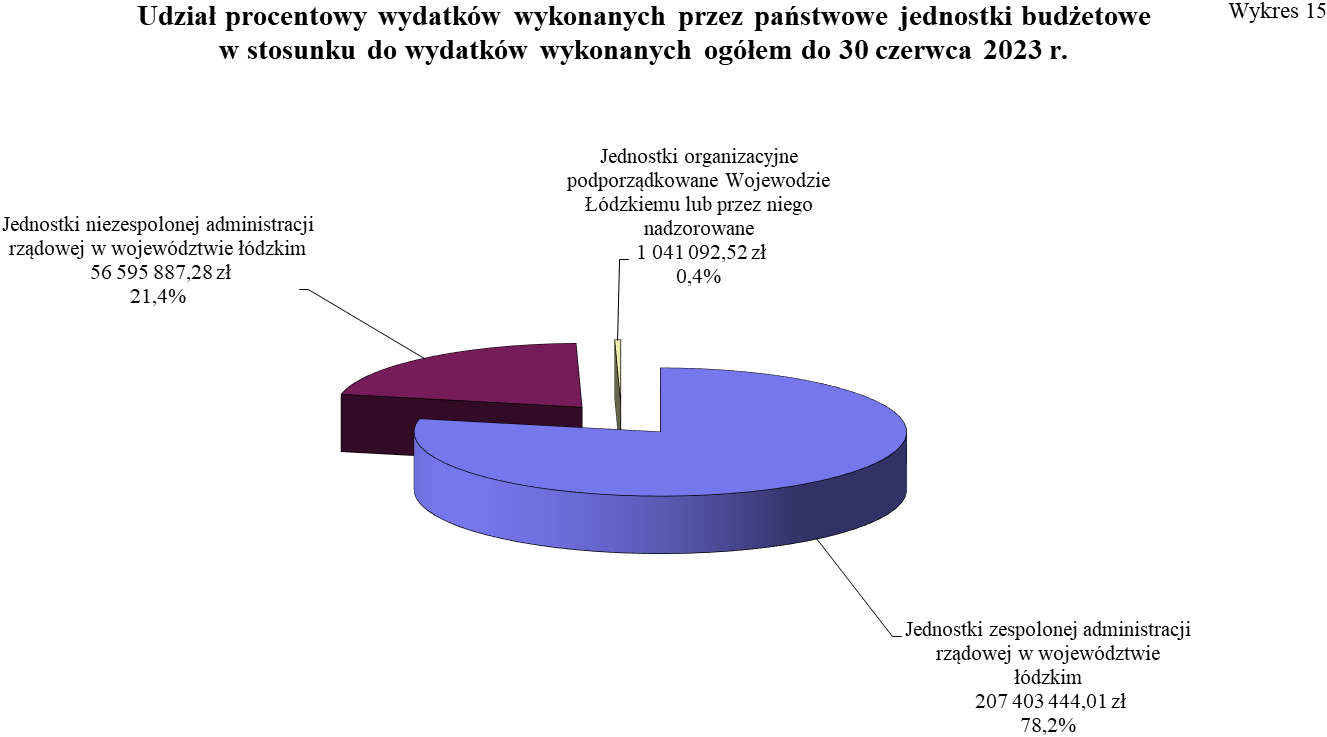 Udział procentowy wydatków wykonanych przez państwowe jednostki budżetowe
w stosunku do wydatków wykonanych ogółem do 30 czerwca 2023 r.
Wykres 15
Jednostki organizacyjne
podporządkowane Wojewodzie
Łódzkiemu lub przez niego
nadzorowane
1 041 092,52 zł
0,4%
Jednostki niezespolonej administracji
rządowej w województwie łódzkim
56 595 887,28 zł
21,4%
Jednostki zespolonej administracji
rządowej w województwie
łódzkim
207 403 444,01 zł
78,2%